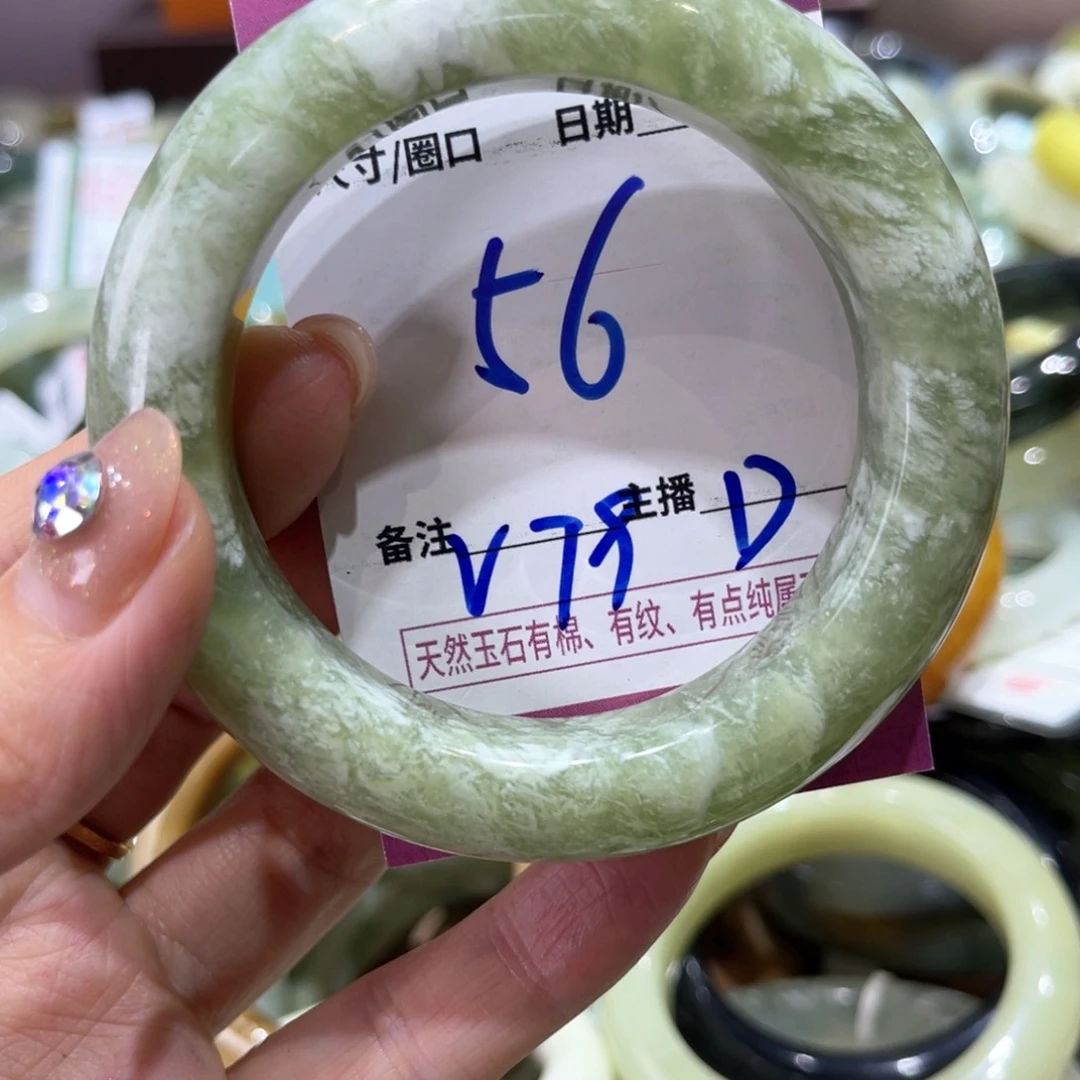 寸/圈口 日期
56
备注 V78 主播 D
天然玉石有棉、有纹、有点纯属